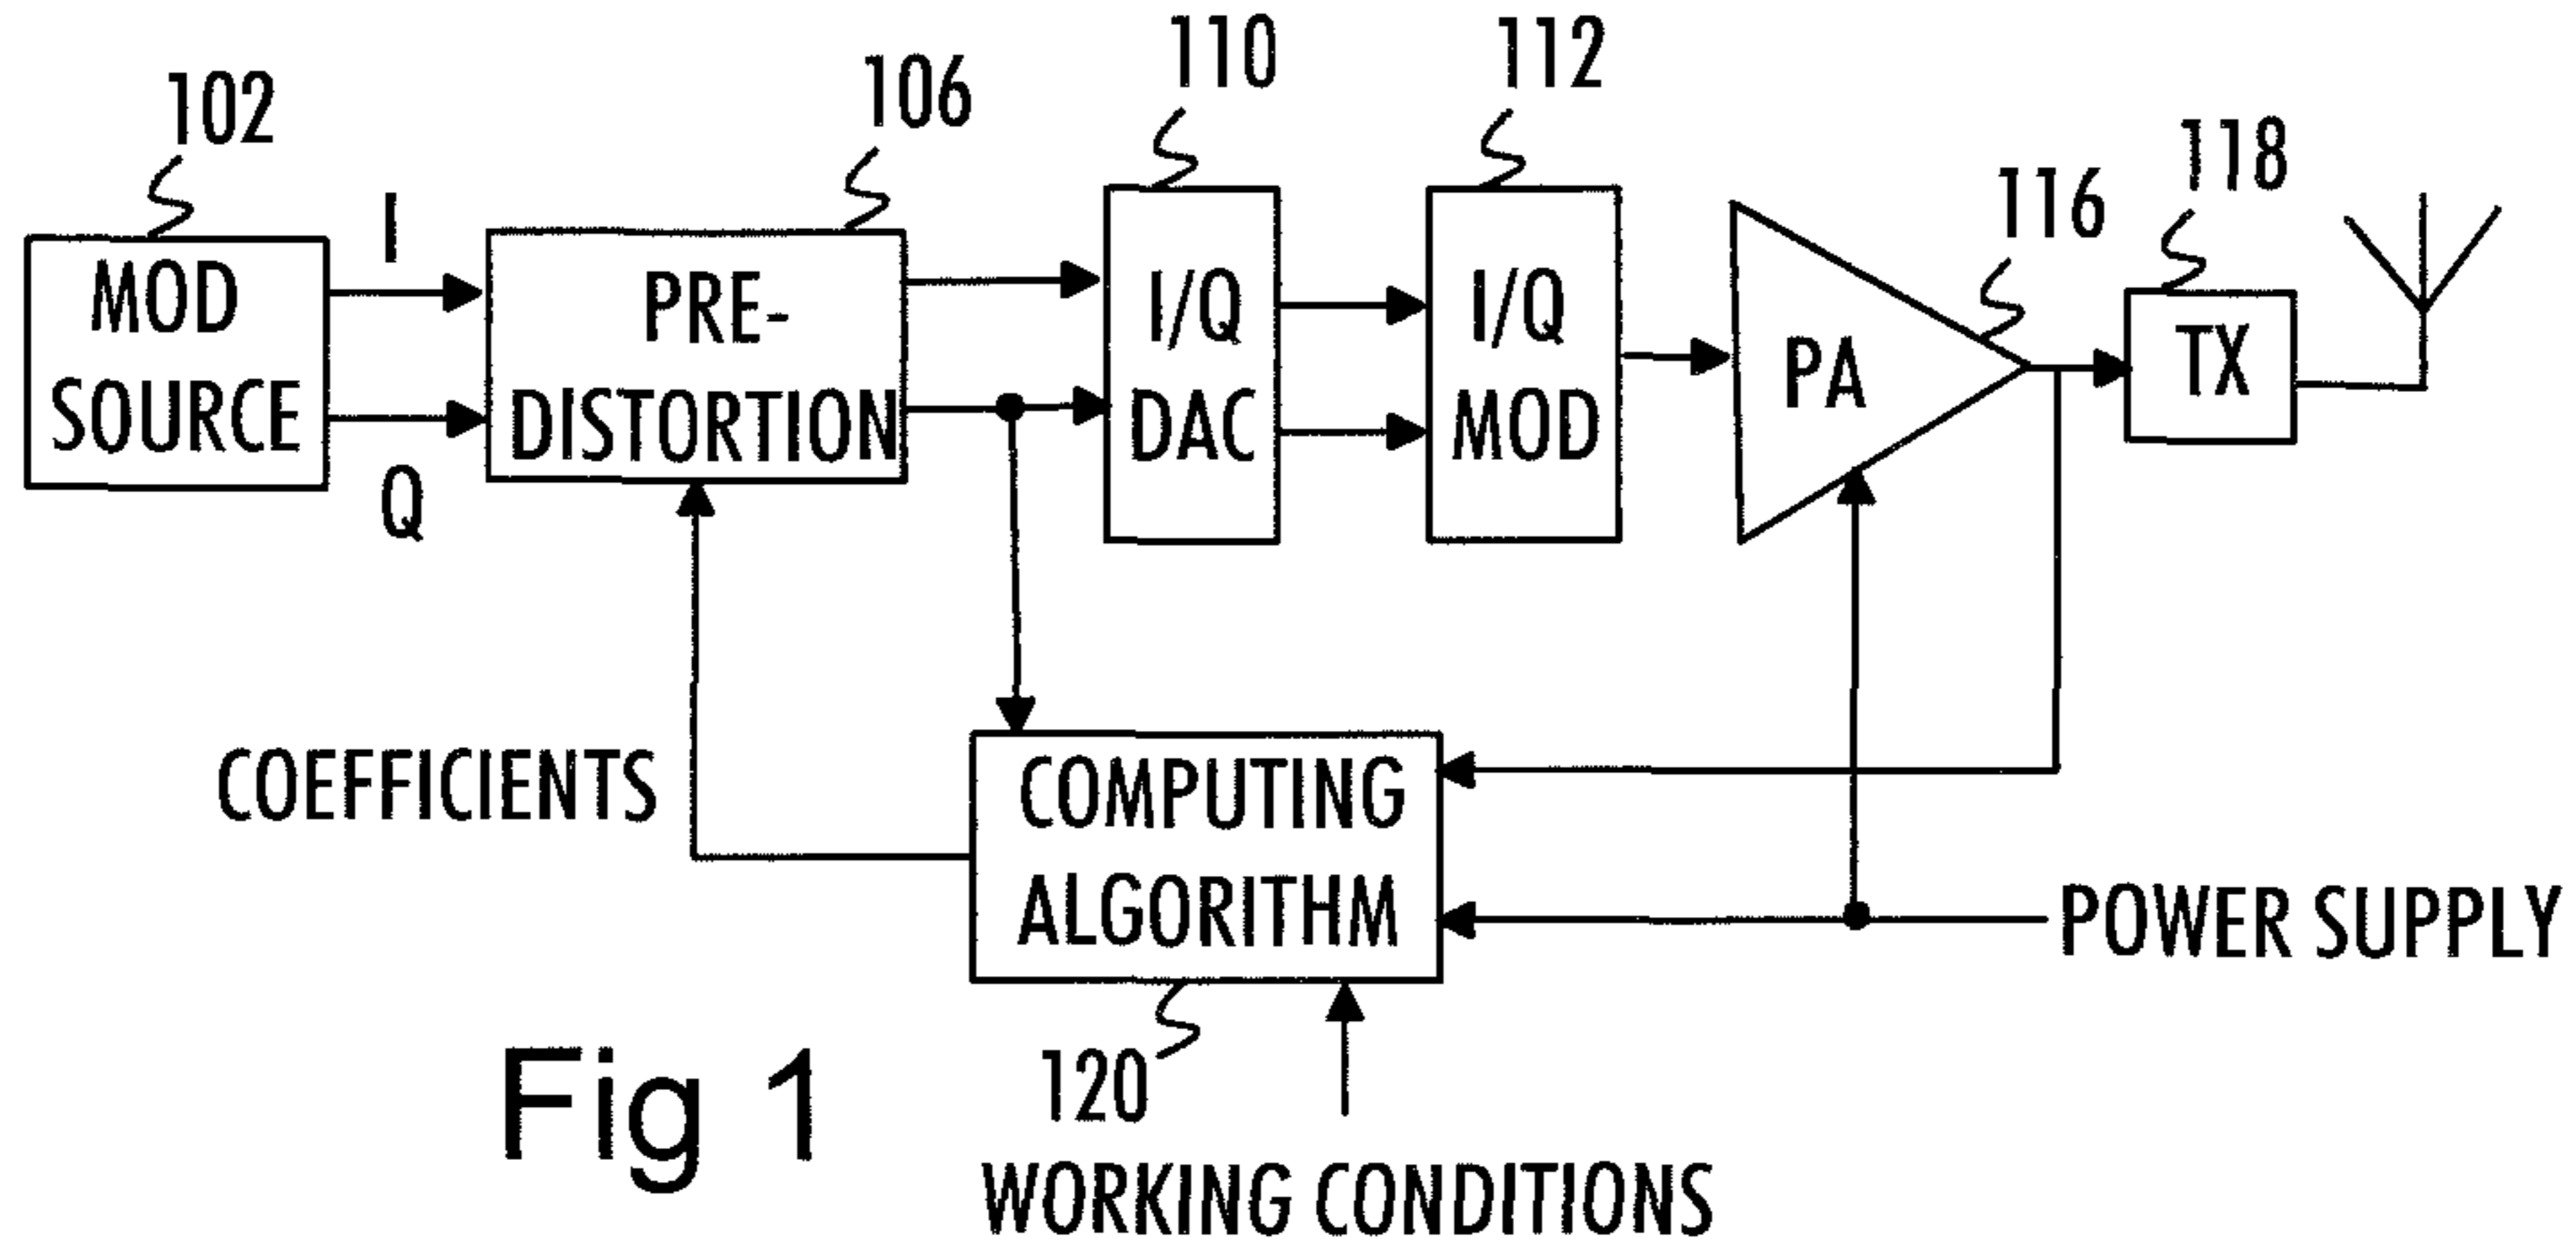 102
106
110
112
116
118
I
Q
MOD
SOURCE
PRE-
DISTORTION
I/Q
DAC
I/Q
MOD
PA
TX
COEFFICIENTS
COMPUTING
ALGORITHM
POWER SUPPLY
120
WORKING CONDITIONS
Fig 1